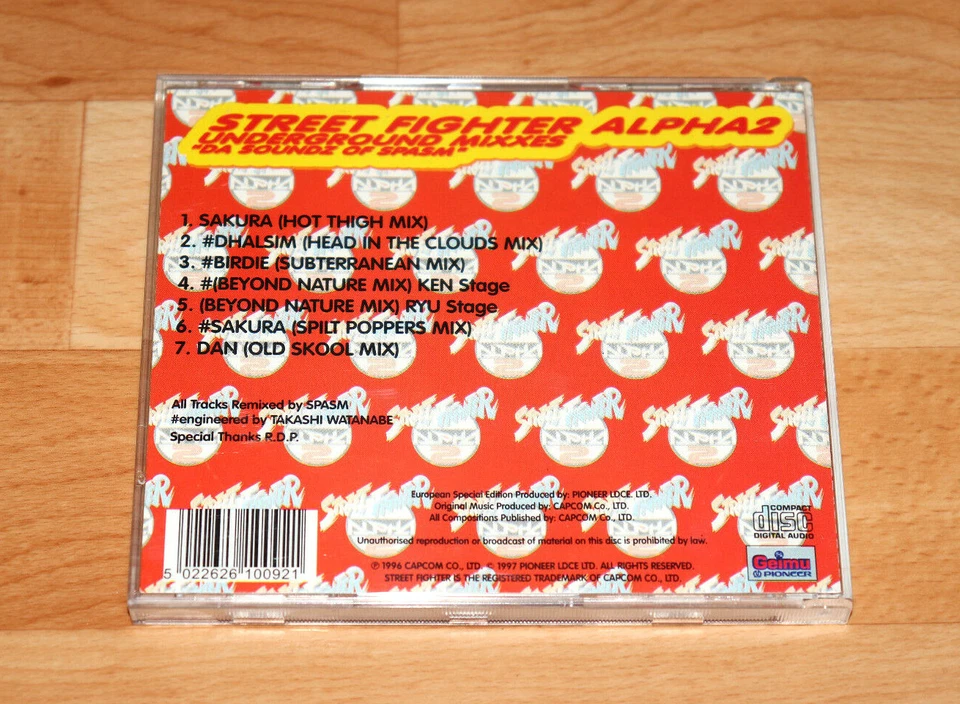 STREET FIGHTER ALPHA2
UNDERGROUND MIXXES
"DA SOUNDZ OF SPASM"
1. SAKURA (HOT THIGH MIX)
2. #DHALSIM (HEAD IN THE CLOUDS MIX)
3. #BIRDIE (SUBTERRANEAN MIX)
4. #(BEYOND NATURE MIX) KEN Stage
5. (BEYOND NATURE MIX) RYU Stage
6. #SAKURA (SPILT POPPERS MIX)
7. DAN (OLD SKOOL MIX)
All Tracks Remixed by SPASM
#engineered by TAKASHI WATANABE
Special Thanks R.D.P.
European Special Edition Produced by: PIONEER LDCE. LTD.
Original Music Produced by: CAPCOM.Co., LTD.
All Compositions Published by: CAPCOM Co., LTD.
Unauthorised reproduction or broadcast of material on this disc is prohibited by law.
℗ 1996 CAPCOM CO., LTD. © 1997 PIONEER LDCE LTD. ALL RIGHTS RESERVED.
STREET FIGHTER IS THE REGISTERED TRADEMARK OF CAPCOM CO., LTD.
COMPACT
disc
DIGITAL AUDIO
Geimu
PIONEER
5 022626 100921